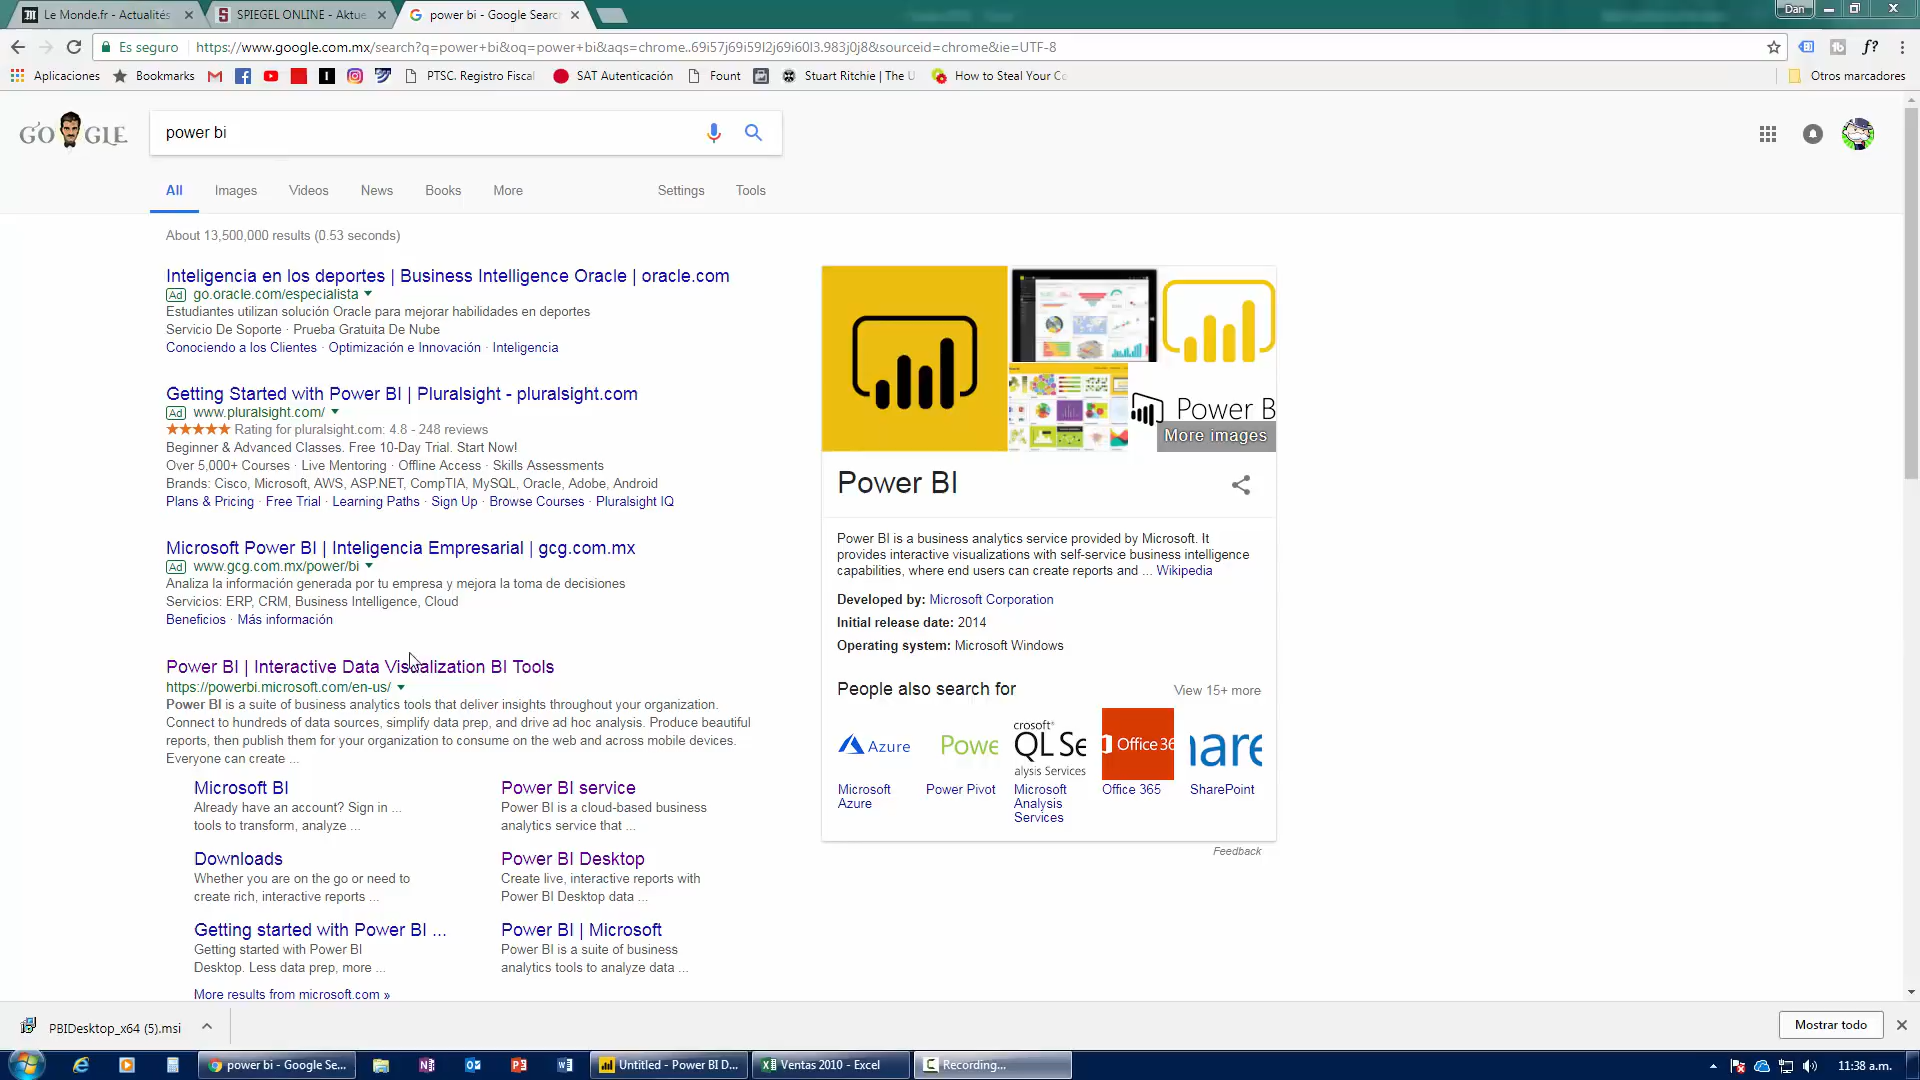 Le Monde.fr - Actualités
SPIEGEL ONLINE - Aktue
power bi - Google Search
Dan
Es seguro
https://www.google.com.mx/search?q=power+bi&oq=power+bi&aqs=chrome..69i57j69i59l2j69i60l3.983j0j8&sourceid=chrome&ie=UTF-8
f?
Aplicaciones
Bookmarks
PTSC. Registro Fiscal
SAT Autenticación
Fount
Stuart Ritchie | The U
How to Steal Your Co
Otros marcadores
GO GLE
power bi
All
Images
Videos
News
Books
More
Settings
Tools
About 13,500,000 results (0.53 seconds)
Inteligencia en los deportes | Business Intelligence Oracle | oracle.com
Ad go.oracle.com/especialista
Estudiantes utilizan solución Oracle para mejorar habilidades en deportes
Servicio De Soporte · Prueba Gratuita De Nube
Conociendo a los Clientes · Optimización e Innovación · Inteligencia
Getting Started with Power BI | Pluralsight - pluralsight.com
Ad www.pluralsight.com/
Rating for pluralsight.com: 4.8 - 248 reviews
Beginner & Advanced Classes. Free 10-Day Trial. Start Now!
Over 5,000+ Courses · Live Mentoring · Offline Access · Skills Assessments
Brands: Cisco, Microsoft, AWS, ASP.NET, CompTIA, MySQL, Oracle, Adobe, Android
Plans & Pricing · Free Trial · Learning Paths · Sign Up · Browse Courses · Pluralsight IQ
Microsoft Power BI | Inteligencia Empresarial | gcg.com.mx
Ad www.gcg.com.mx/power/bi
Analiza la información generada por tu empresa y mejora la toma de decisiones
Servicios: ERP, CRM, Business Intelligence, Cloud
Beneficios · Más información
Power BI | Interactive Data Visualization BI Tools
https://powerbi.microsoft.com/en-us/
Power BI is a suite of business analytics tools that deliver insights throughout your organization.
Connect to hundreds of data sources, simplify data prep, and drive ad hoc analysis. Produce beautiful
reports, then publish them for your organization to consume on the web and across mobile devices.
Everyone can create ...
Microsoft BI
Already have an account? Sign in ...
tools to transform, analyze ...
Power BI service
Power BI is a cloud-based business
analytics service that ...
Downloads
Whether you are on the go or need to
create rich, interactive reports ...
Power BI Desktop
Create live, interactive reports with
Power BI Desktop data ...
Getting started with Power BI ...
Getting started with Power BI
Desktop. Less data prep, more ...
Power BI | Microsoft
Power BI is a suite of business
analytics tools to analyze data ...
More results from microsoft.com »
Power B
More images
Power BI
Power BI is a business analytics service provided by Microsoft. It
provides interactive visualizations with self-service business intelligence
capabilities, where end users can create reports and ... Wikipedia
Developed by: Microsoft Corporation
Initial release date: 2014
Operating system: Microsoft Windows
People also search for
View 15+ more
Azure
Powe
crosoft®
QL Se
alysis Services
Office 36
hare
Microsoft
Azure
Power Pivot
Microsoft
Analysis
Services
Office 365
SharePoint
Feedback
PBIDesktop_x64 (5).msi
Mostrar todo
power bi - Google Se...
Untitled - Power BI D...
Ventas 2010 - Excel
Recording...
11:38 a.m.